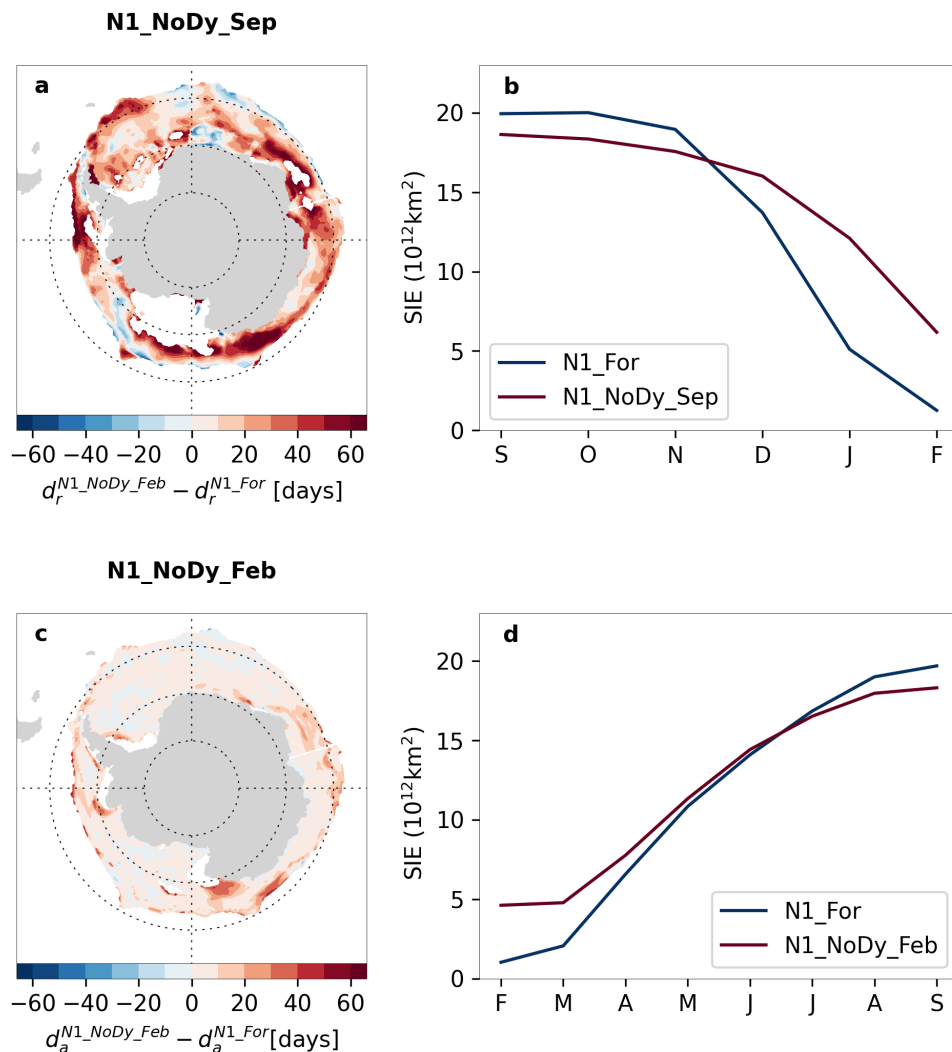 N1_NoDy_Sep
a
−60 −40 −20 0 20 40 60
d_r^{N1_NoDy_Feb} − d_r^{N1_For} [days]
b
20
15
10
5
0
SIE (10^{12}km^2)
N1_For
N1_NoDy_Sep
S O N D J F
N1_NoDy_Feb
c
−60 −40 −20 0 20 40 60
d_a^{N1_NoDy_Feb} − d_a^{N1_For}[days]
d
20
15
10
5
0
SIE (10^{12}km^2)
N1_For
N1_NoDy_Feb
F M A M J J A S